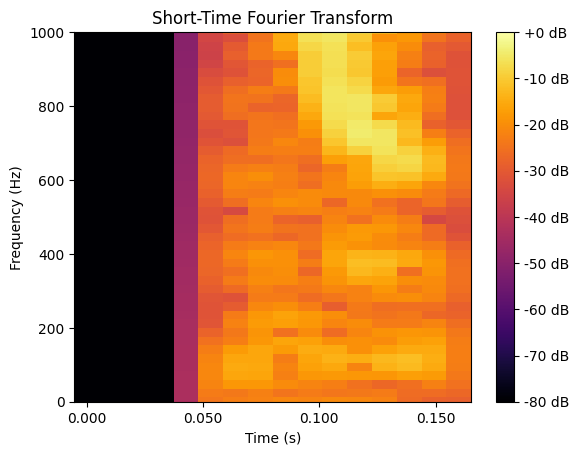 Short-Time Fourier Transform
Frequency (Hz)
1000
800
600
400
200
0
0.000
0.050
0.100
0.150
Time (s)
+0 dB
-10 dB
-20 dB
-30 dB
-40 dB
-50 dB
-60 dB
-70 dB
-80 dB